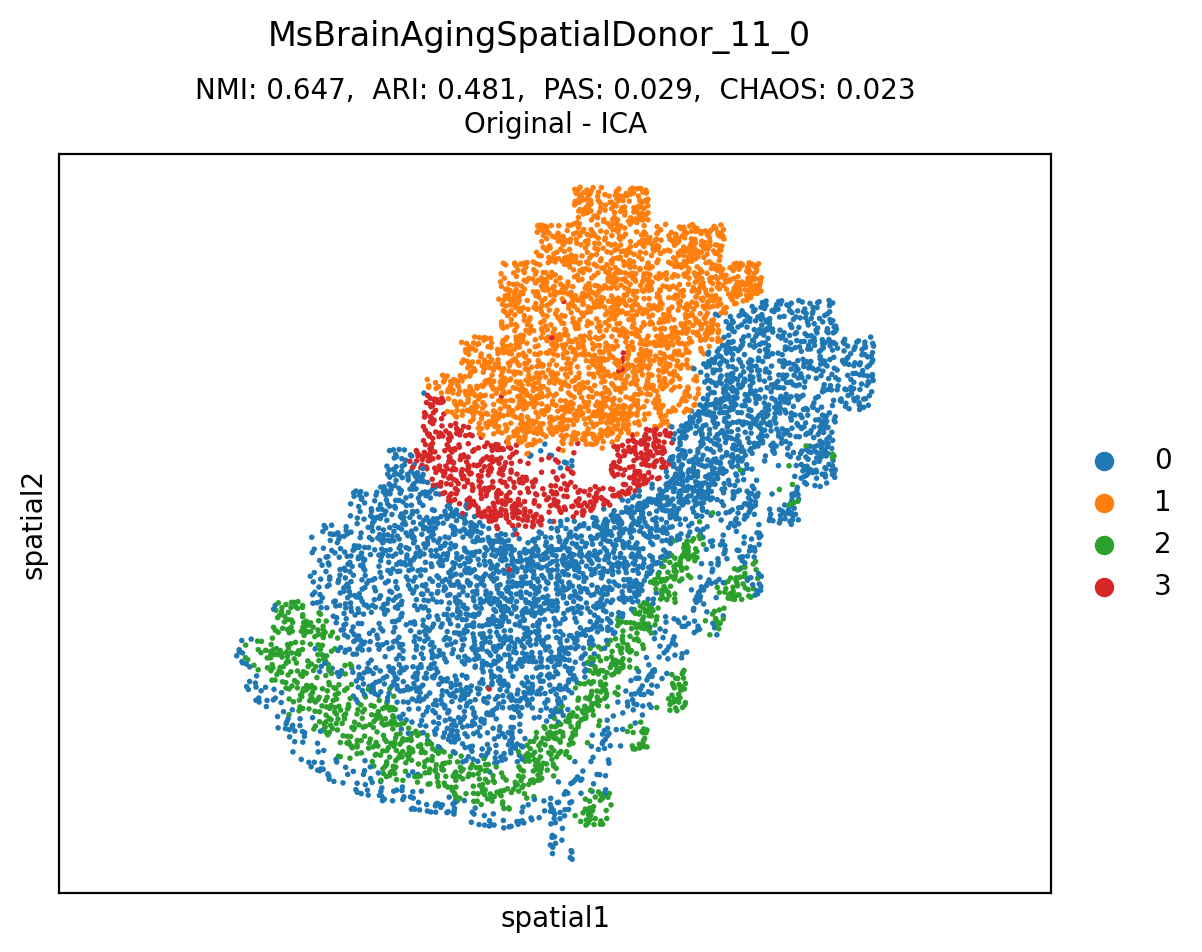 MsBrainAgingSpatialDonor_11_0
NMI: 0.647,  ARI: 0.481,  PAS: 0.029,  CHAOS: 0.023
Original - ICA
spatial2
0
1
2
3
spatial1